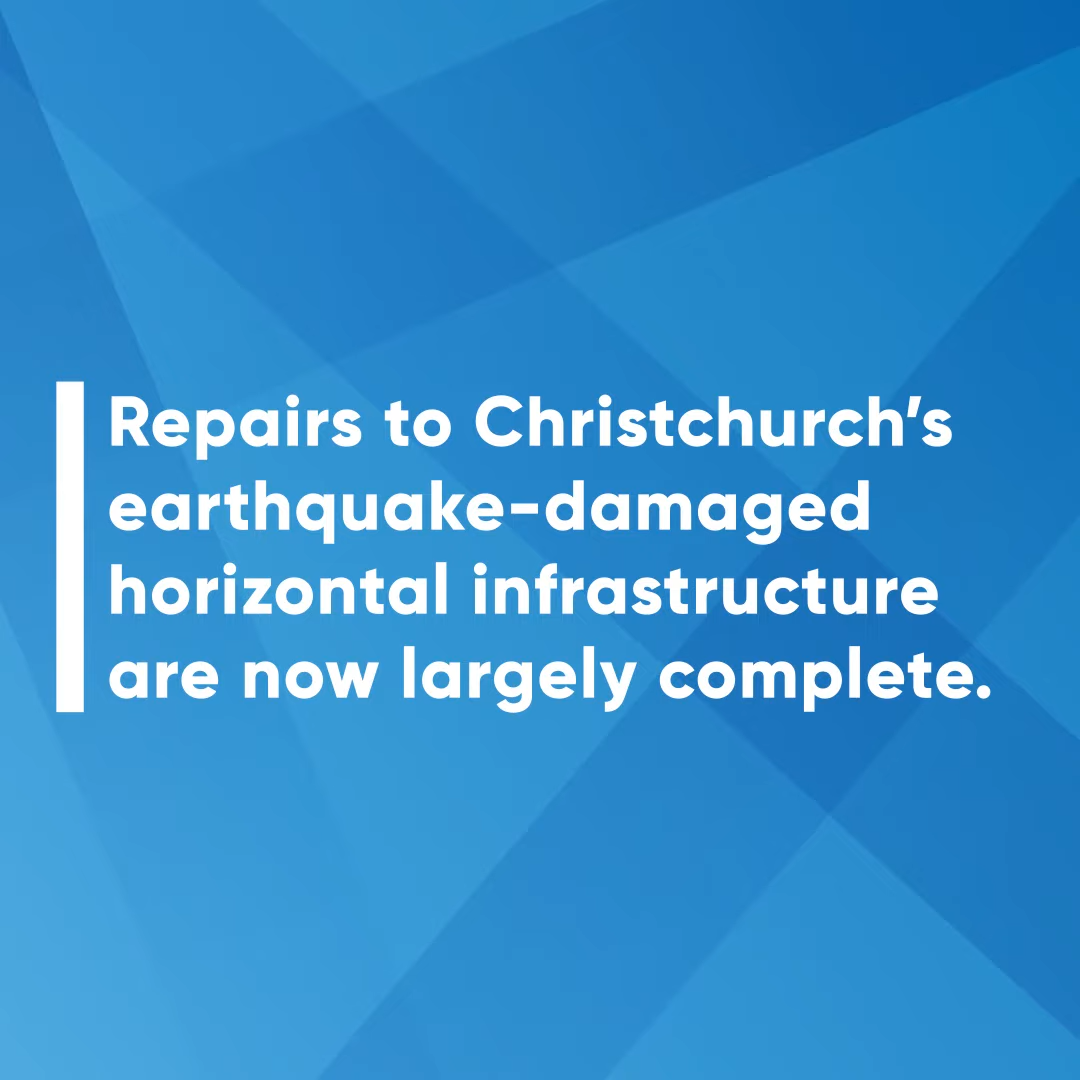 Repairs to Christchurch’s
earthquake-damaged
horizontal infrastructure
are now largely complete.